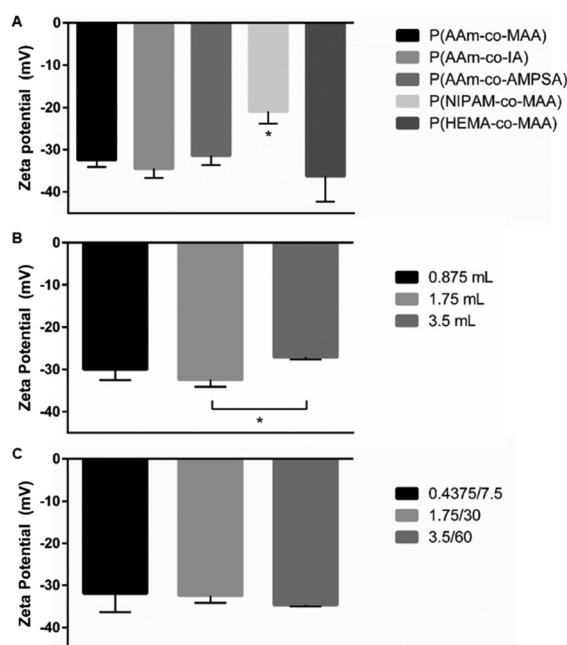 A
Zeta potential (mV)
0
-10
-20
-30
-40
*
P(AAm-co-MAA)
P(AAm-co-IA)
P(AAm-co-AMPSA)
P(NIPAM-co-MAA)
P(HEMA-co-MAA)
B
Zeta Potential (mV)
0
-10
-20
-30
-40
*
0.875 mL
1.75 mL
3.5 mL
C
Zeta potential (mV)
0
-10
-20
-30
-40
0.4375/7.5
1.75/30
3.5/60